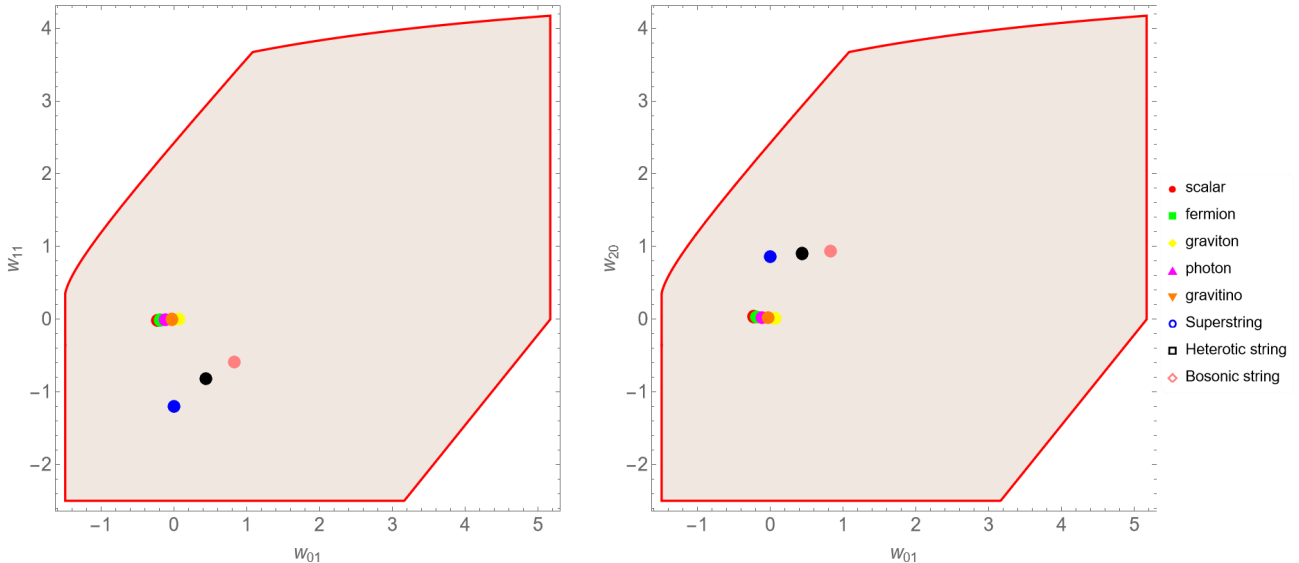 4
3
2
1
0
−1
−2
w11
−1
0
1
2
3
4
5
w01
4
3
2
1
0
−1
−2
w20
−1
0
1
2
3
4
5
w01
scalar
fermion
graviton
photon
gravitino
Superstring
Heterotic string
Bosonic string